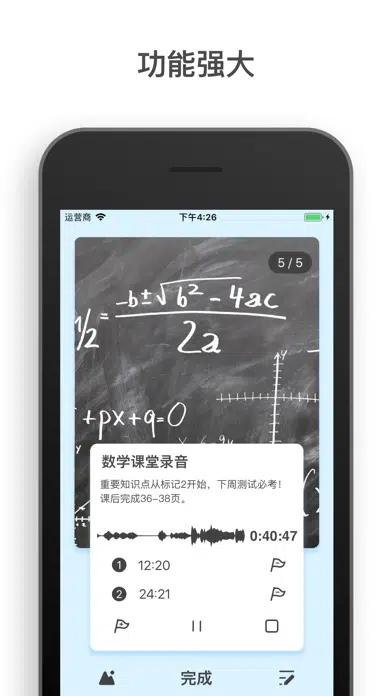 功能强大
运营商 下午4:26
5 / 5
1/2 = -b±√b²-4ac
2a
+px+q=0
y
数学课堂录音
重要知识点从标记2开始，下周测试必考！
课后完成36-38页。
0:40:47
1 12:20
2 24:21
完成